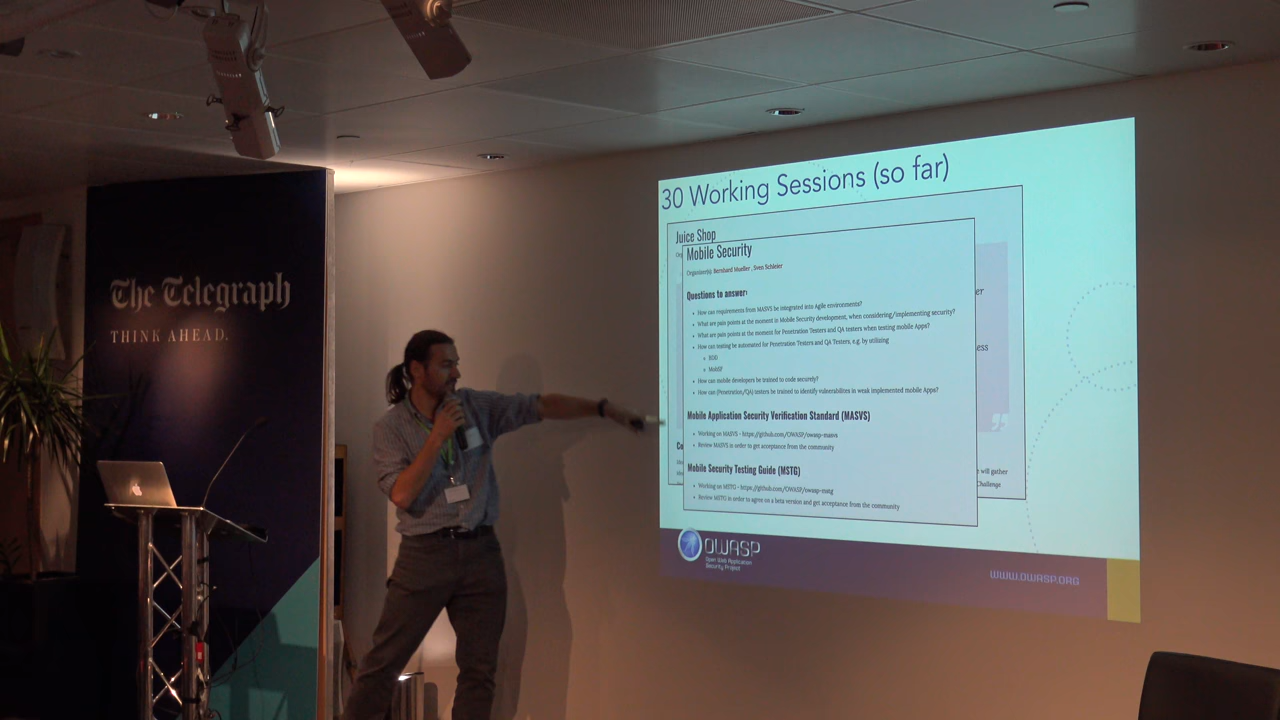 The Telegraph
THINK AHEAD.
30 Working Sessions (so far)
Juice Shop
Mobile Security
Organiser(s) Bernhard Mueller , Sven Schleier
Questions to answer:
• How can requirements from MASVS be integrated into Agile environments?
• What are pain points at the moment in Mobile Security development, when considering/implementing security?
• What are pain points at the moment for Penetration Testers and QA testers when testing mobile Apps?
• How can testing be automated for Penetration Testers and QA Testers, e.g. by utilizing
BDD
MobSF
• How can mobile developers be trained to code securely?
• How can (Penetration/QA) testers be trained to identify vulnerabilities in weak implemented mobile Apps?
Mobile Application Security Verification Standard (MASVS)
• Working on MASVS - https://github.com/OWASP/owasp-masvs
• Review MASVS in order to get acceptance from the community
Mobile Security Testing Guide (MSTG)
• Working on MSTG - https://github.com/OWASP/owasp-mstg
• Review MSTG in order to agree on a beta version and get acceptance from the community
will gather
Challenge
OWASP
Open Web Application
Security Project
WWW.OWASP.ORG